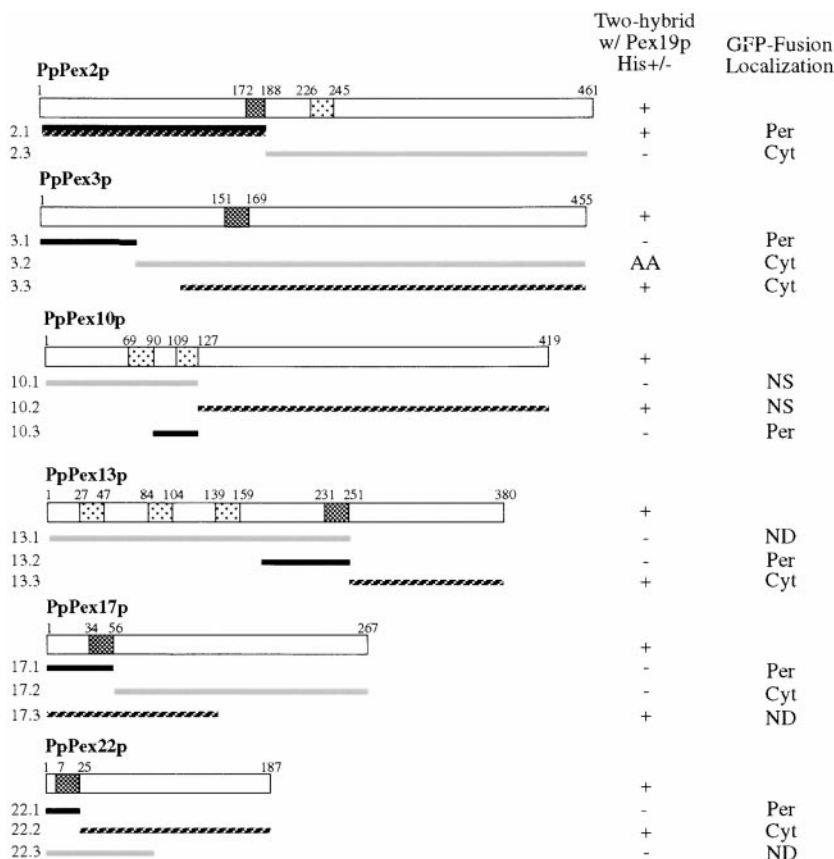 Two-hybrid
w/ Pex19p
His+/-
GFP-Fusion
Localization
PpPex2p
1 172 188 226 245 461
+
2.1 + Per
2.3 - Cyt
PpPex3p
1 151 169 455
+
3.1 - Per
3.2 AA Cyt
3.3 + Cyt
PpPex10p
1 69 90 109 127 419
+
10.1 - NS
10.2 + NS
10.3 - Per
PpPex13p
1 27 47 84 104 139 159 231 251 380
+
13.1 - ND
13.2 - Per
13.3 + Cyt
PpPex17p
1 34 56 267
+
17.1 - Per
17.2 - Cyt
17.3 + ND
PpPex22p
1 7 25 187
+
22.1 - Per
22.2 + Cyt
22.3 - ND